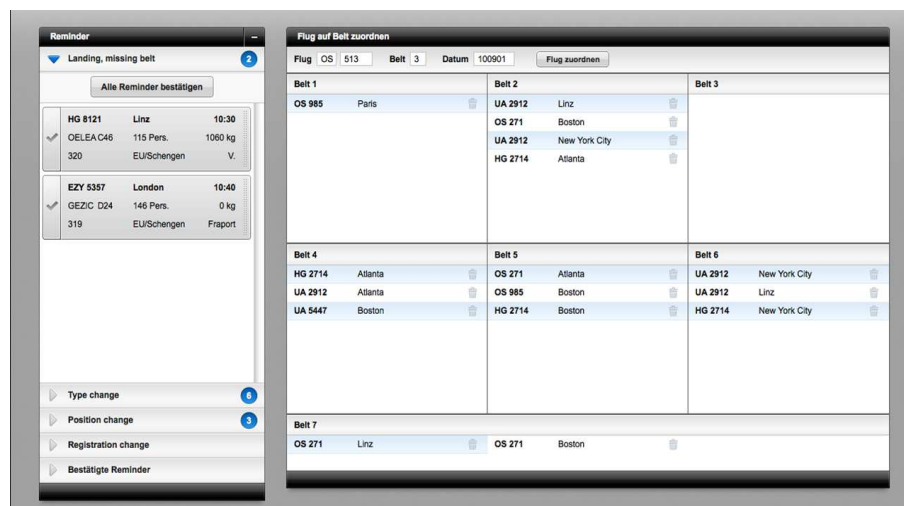 Reminder –
Landing, missing belt 2
Alle Reminder bestätigen
HG 8121 Linz 10:30
OELEA C46 115 Pers. 1060 kg
320 EU/Schengen V.
EZY 5357 London 10:40
GEZIC D24 146 Pers. 0 kg
319 EU/Schengen Fraport
Type change 6
Position change 3
Registration change
Bestätigte Reminder
Flug auf Belt zuordnen
Flug OS 513 Belt 3 Datum 100901 Flug zuordnen
Belt 1
OS 985 Paris
Belt 2
UA 2912 Linz
OS 271 Boston
UA 2912 New York City
HG 2714 Atlanta
Belt 3
Belt 4
HG 2714 Atlanta
UA 2912 Atlanta
UA 5447 Boston
Belt 5
OS 271 Atlanta
OS 985 Boston
HG 2714 Boston
Belt 6
UA 2912 New York City
UA 2912 Linz
HG 2714 New York City
Belt 7
OS 271 Linz OS 271 Boston